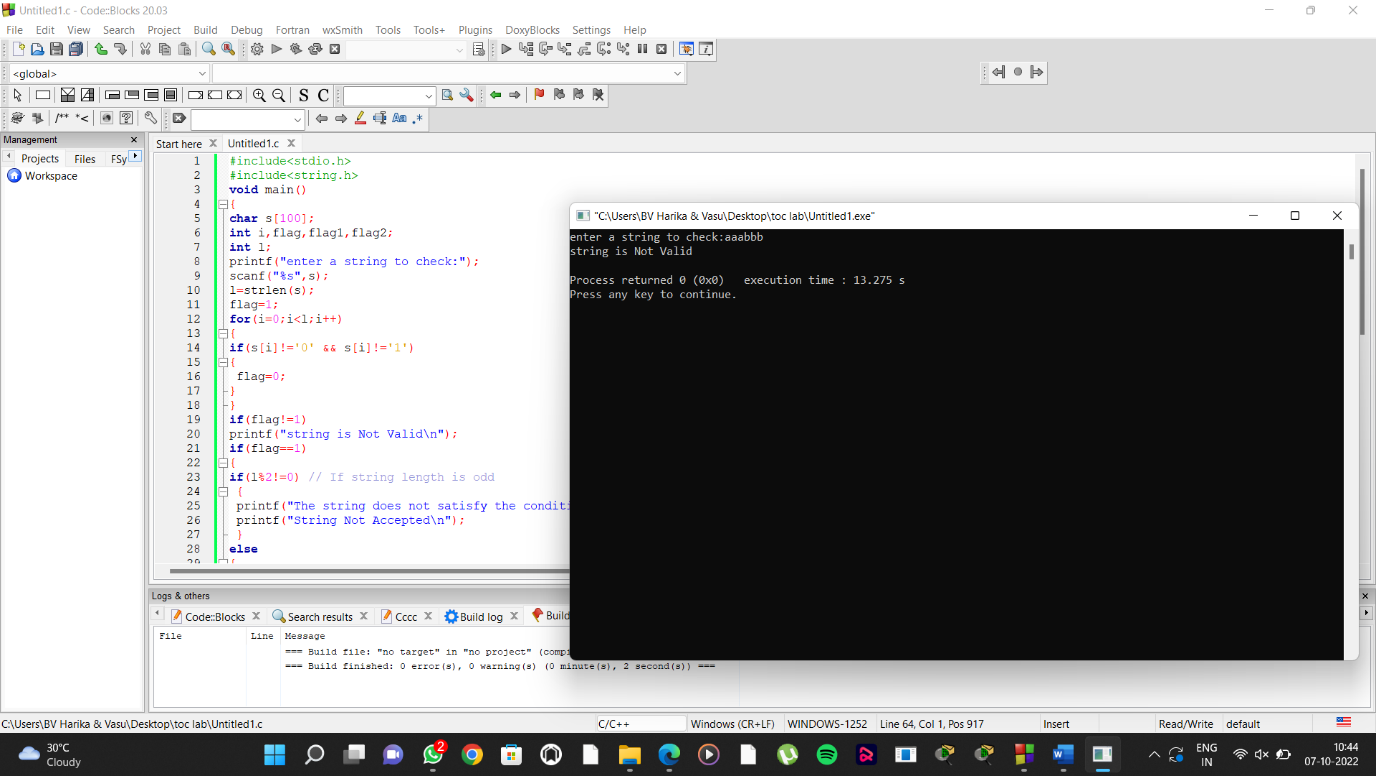 Untitled1.c - Code::Blocks 20.03
File Edit View Search Project Build Debug Fortran wxSmith Tools Tools+ Plugins DoxyBlocks Settings Help
<global>
S C
/** *<
Aa .*
Management
Projects Files FSy
Workspace
Start here Untitled1.c
1 #include<stdio.h>
2 #include<string.h>
3 void main()
4 {
5 char s[100];
6 int i,flag,flag1,flag2;
7 int l;
8 printf("enter a string to check:");
9 scanf("%s",s);
10 l=strlen(s);
11 flag=1;
12 for(i=0;i<l;i++)
13 {
14 if(s[i]!='0' && s[i]!='1')
15 {
16 flag=0;
17 }
18 }
19 if(flag!=1)
20 printf("string is Not Valid\n");
21 if(flag==1)
22 {
23 if(l%2!=0) // If string length is odd
24 {
25 printf("The string does not satisfy the conditi
26 printf("String Not Accepted\n");
27 }
28 else
29 {
"C:\Users\BV Harika & Vasu\Desktop\toc lab\Untitled1.exe"
enter a string to check:aaabbb
string is Not Valid
Process returned 0 (0x0) execution time : 13.275 s
Press any key to continue.
Logs & others
Code::Blocks Search results Cccc Build log Build
File Line Message
=== Build file: "no target" in "no project" (compi
=== Build finished: 0 error(s), 0 warning(s) (0 minute(s), 2 second(s)) ===
C:\Users\BV Harika & Vasu\Desktop\toc lab\Untitled1.c C/C++ Windows (CR+LF) WINDOWS-1252 Line 64, Col 1, Pos 917 Insert Read/Write default
30°C
Cloudy
2
ENG
IN
10:44
07-10-2022